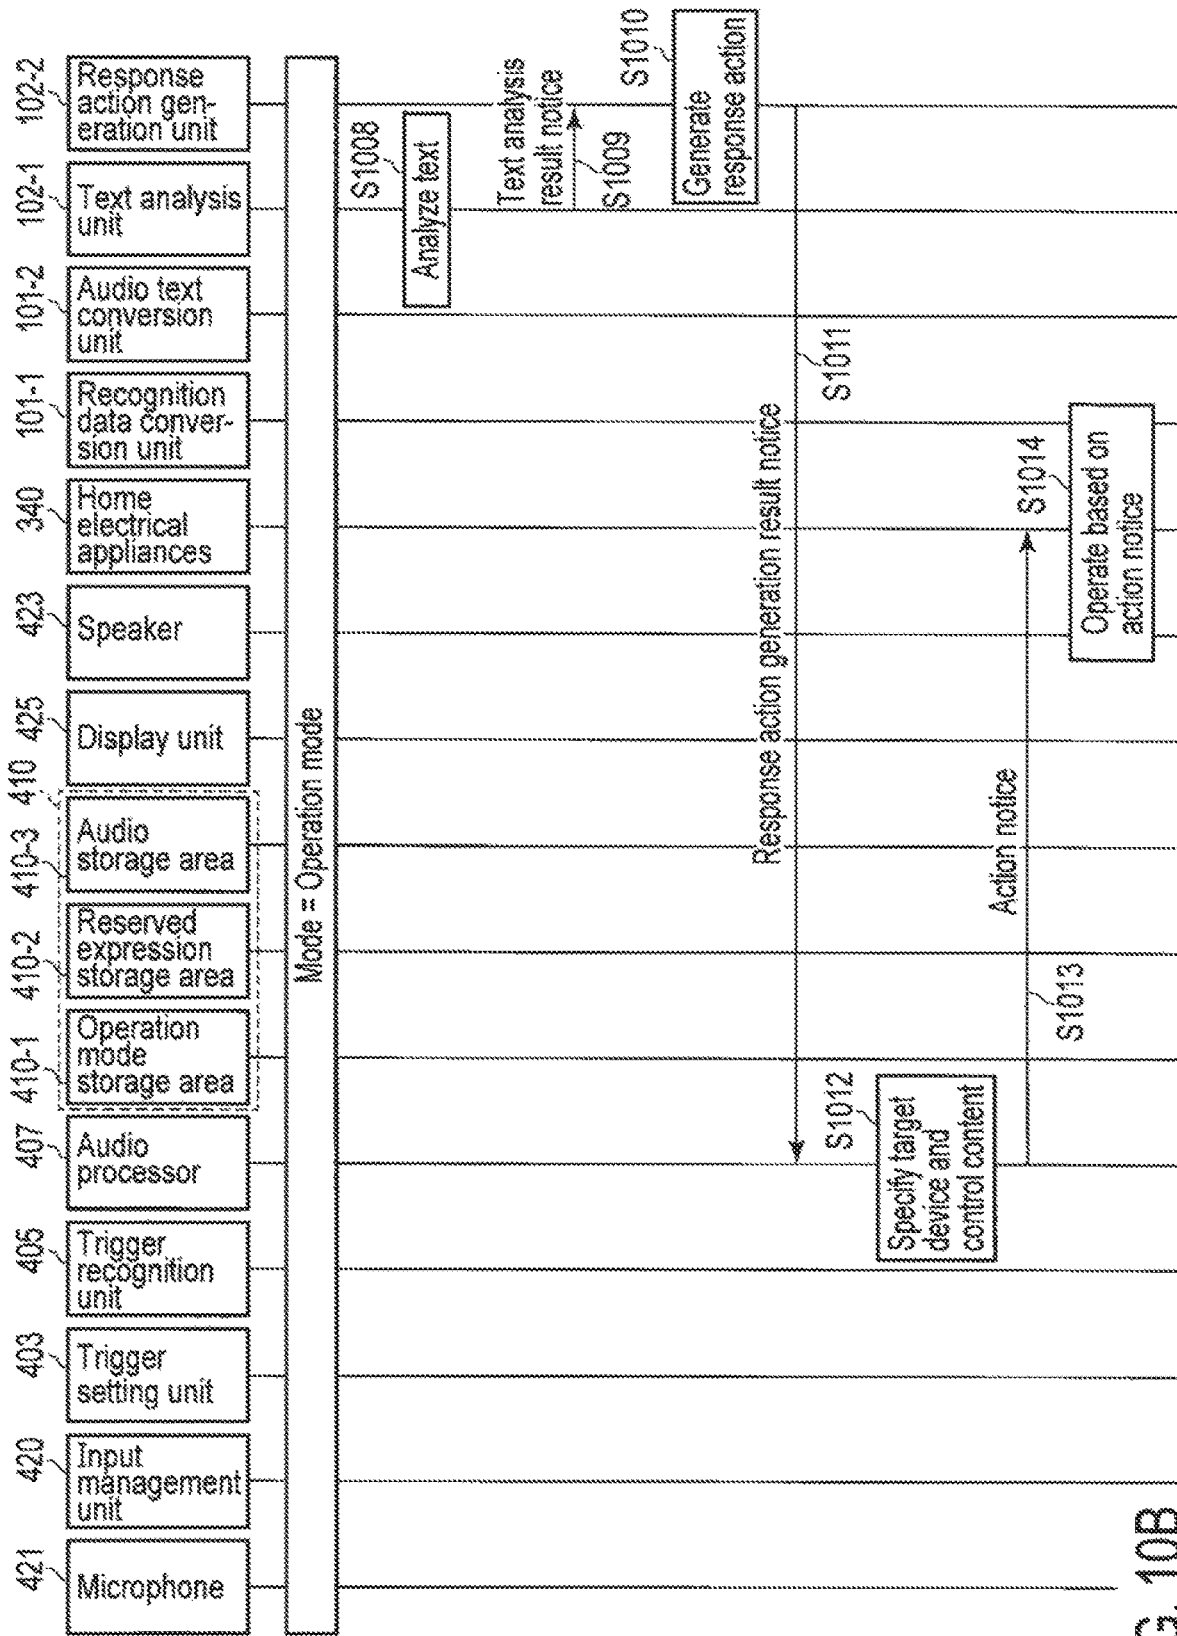 421
Microphone
420
Input
management
unit
403
Trigger
setting unit
405
Trigger
recognition
unit
407
Audio
processor
410-1
Operation
mode
storage area
410-2
Reserved
expression
storage area
410-3
Audio
storage area
410
425
Display unit
423
Speaker
340
Home
electrical
appliances
101-1
Recognition
data conver-
sion unit
101-2
Audio text
conversion
unit
102-1
Text analysis
unit
102-2
Response
action gen-
eration unit
Mode = Operation mode
S1008
Analyze text
Text analysis
result notice
S1009
S1010
Generate
response action
Response action generation result notice
S1011
S1012
Specify target
device and
control content
Action notice
S1013
S1014
Operate based on
action notice
G. 10B